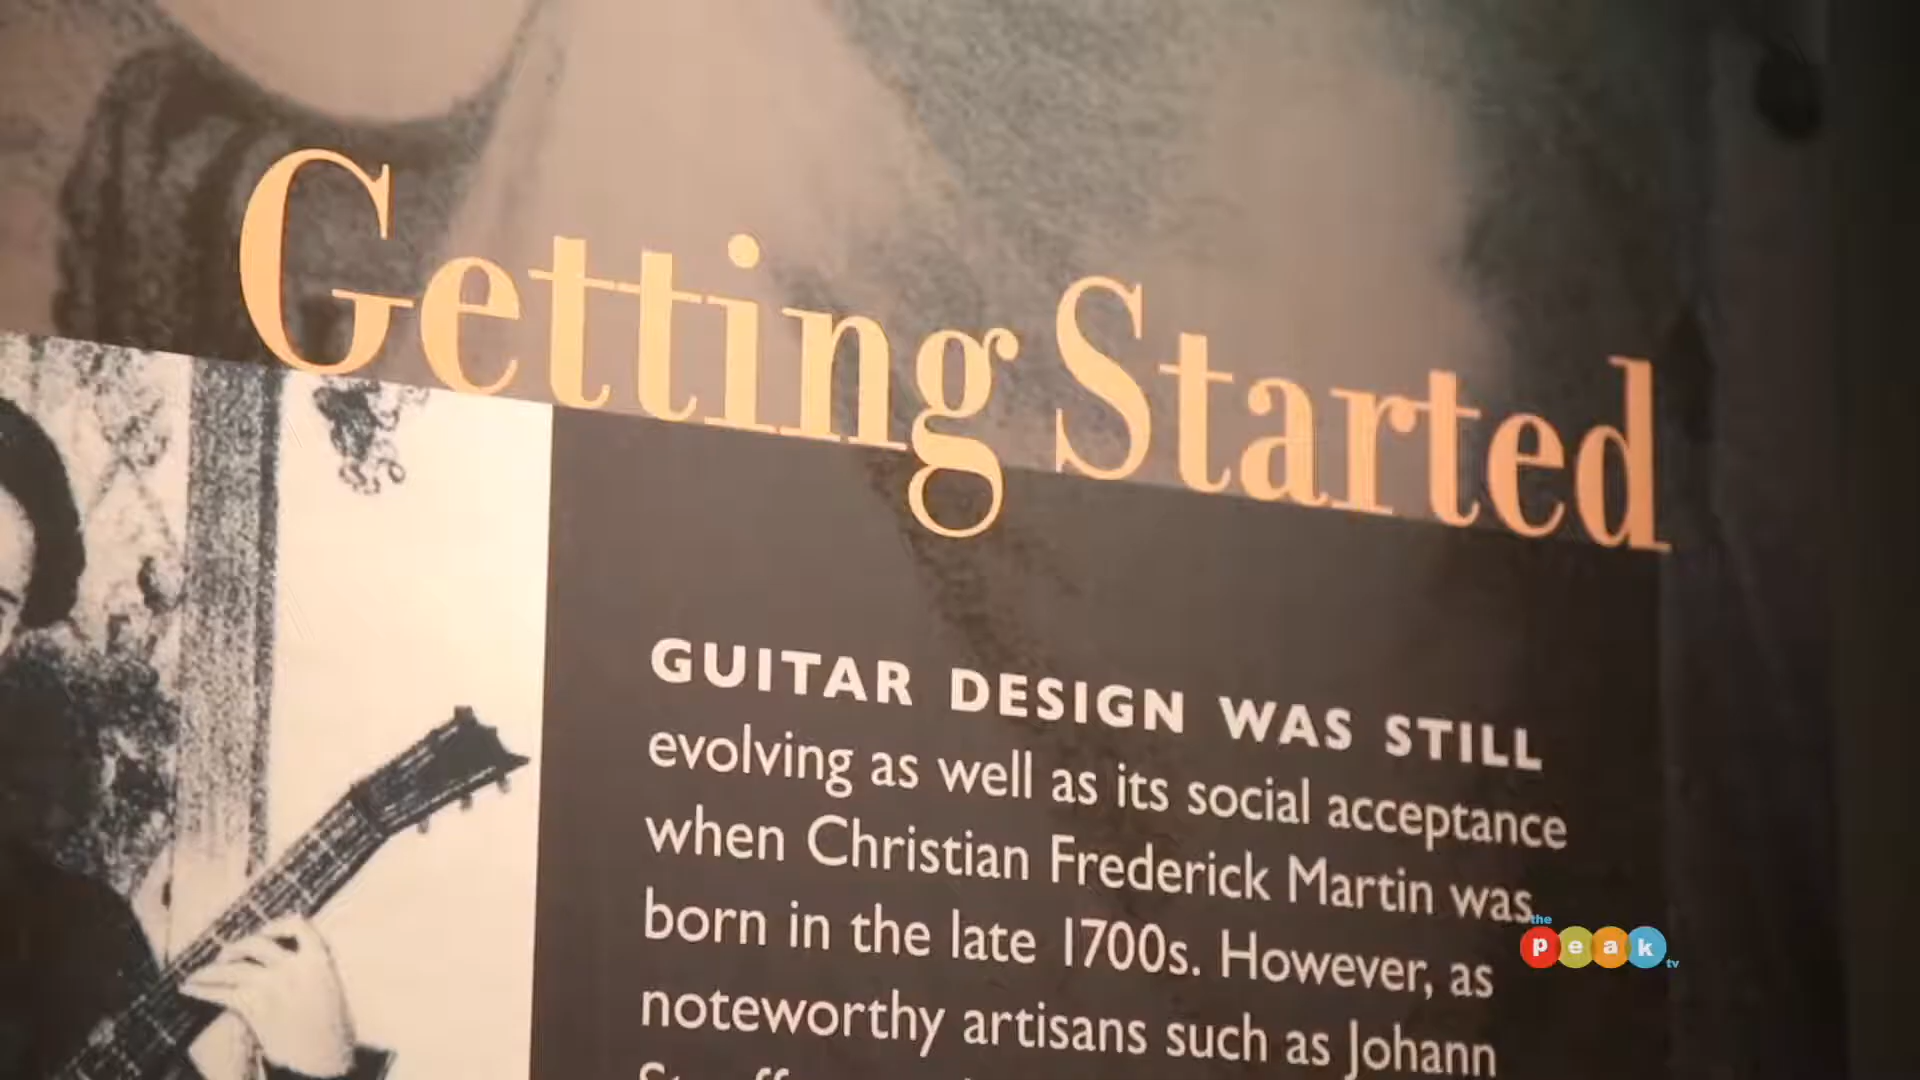 Getting Started
GUITAR DESIGN WAS STILL
evolving as well as its social acceptance
when Christian Frederick Martin was
born in the late 1700s. However, as
noteworthy artisans such as Johann
the
peak
tv